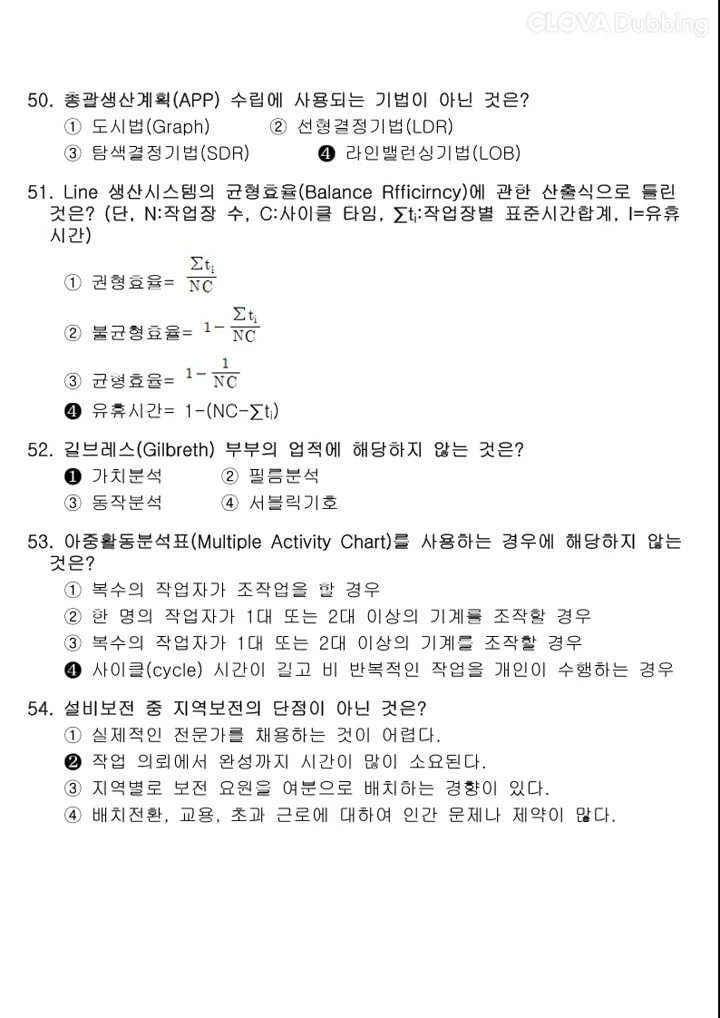 CLOVA Dubbing
50. 총괄생산계획(APP) 수립에 사용되는 기법이 아닌 것은?
① 도시법(Graph) ② 선형결정기법(LDR)
③ 탐색결정기법(SDR) ❹ 라인밸런싱기법(LOB)
51. Line 생산시스템의 균형효율(Balance Rfficirncy)에 관한 산출식으로 틀린
것은? (단, N:작업장 수, C:사이클 타임, ∑tᵢ:작업장별 표준시간합계, I=유휴
시간)
① 권형효율= Σtᵢ/NC
② 불균형효율= 1-Σtᵢ/NC
③ 균형효율= 1-1/NC
❹ 유휴시간= 1-(NC-∑tᵢ)
52. 길브레스(Gilbreth) 부부의 업적에 해당하지 않는 것은?
❶ 가치분석 ② 필름분석
③ 동작분석 ④ 서블릭기호
53. 아중활동분석표(Multiple Activity Chart)를 사용하는 경우에 해당하지 않는
것은?
① 복수의 작업자가 조작업을 할 경우
② 한 명의 작업자가 1대 또는 2대 이상의 기계를 조작할 경우
③ 복수의 작업자가 1대 또는 2대 이상의 기계를 조작할 경우
❹ 사이클(cycle) 시간이 길고 비 반복적인 작업을 개인이 수행하는 경우
54. 설비보전 중 지역보전의 단점이 아닌 것은?
① 실제적인 전문가를 채용하는 것이 어렵다.
❷ 작업 의뢰에서 완성까지 시간이 많이 소요된다.
③ 지역별로 보전 요원을 여분으로 배치하는 경향이 있다.
④ 배치전환, 교용, 초과 근로에 대하여 인간 문제나 제약이 많다.